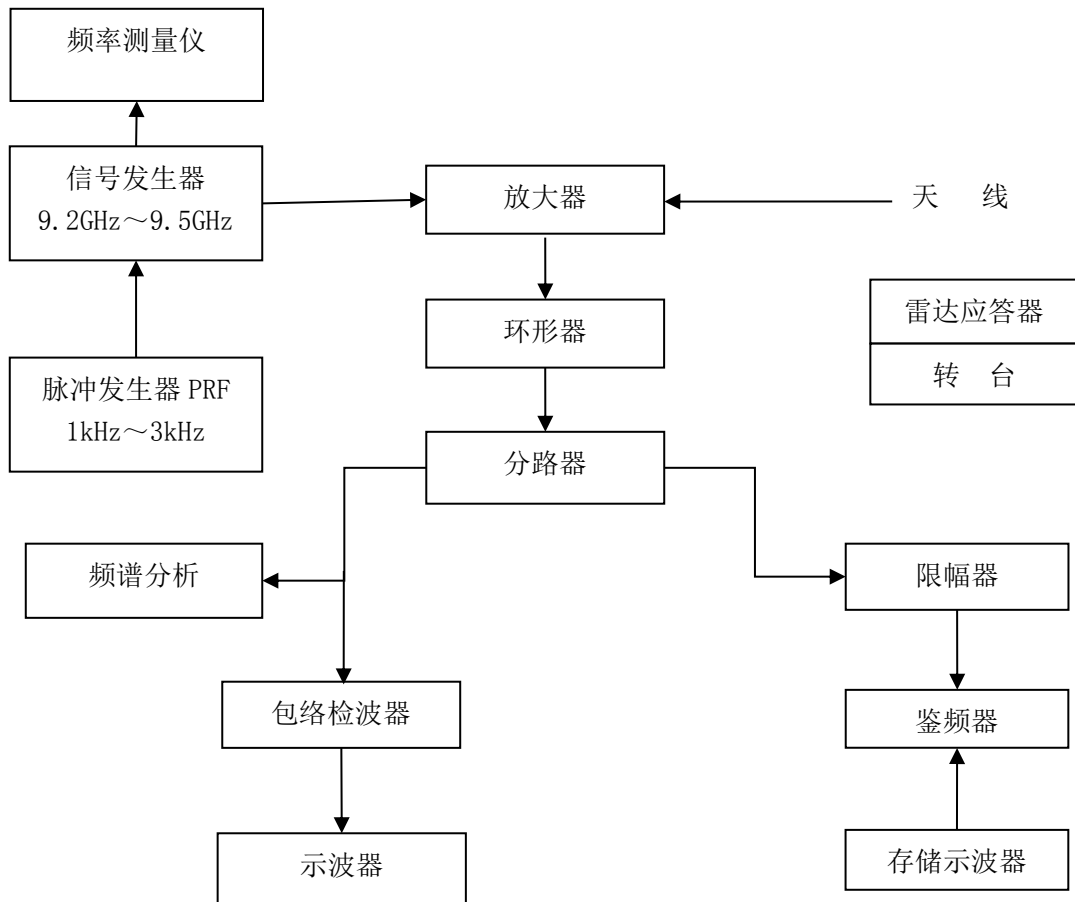 频率测量仪
信号发生器
9.2GHz～9.5GHz
放大器
天 线
环形器
雷达应答器
转 台
脉冲发生器 PRF
1kHz～3kHz
分路器
频谱分析
限幅器
包络检波器
鉴频器
示波器
存储示波器